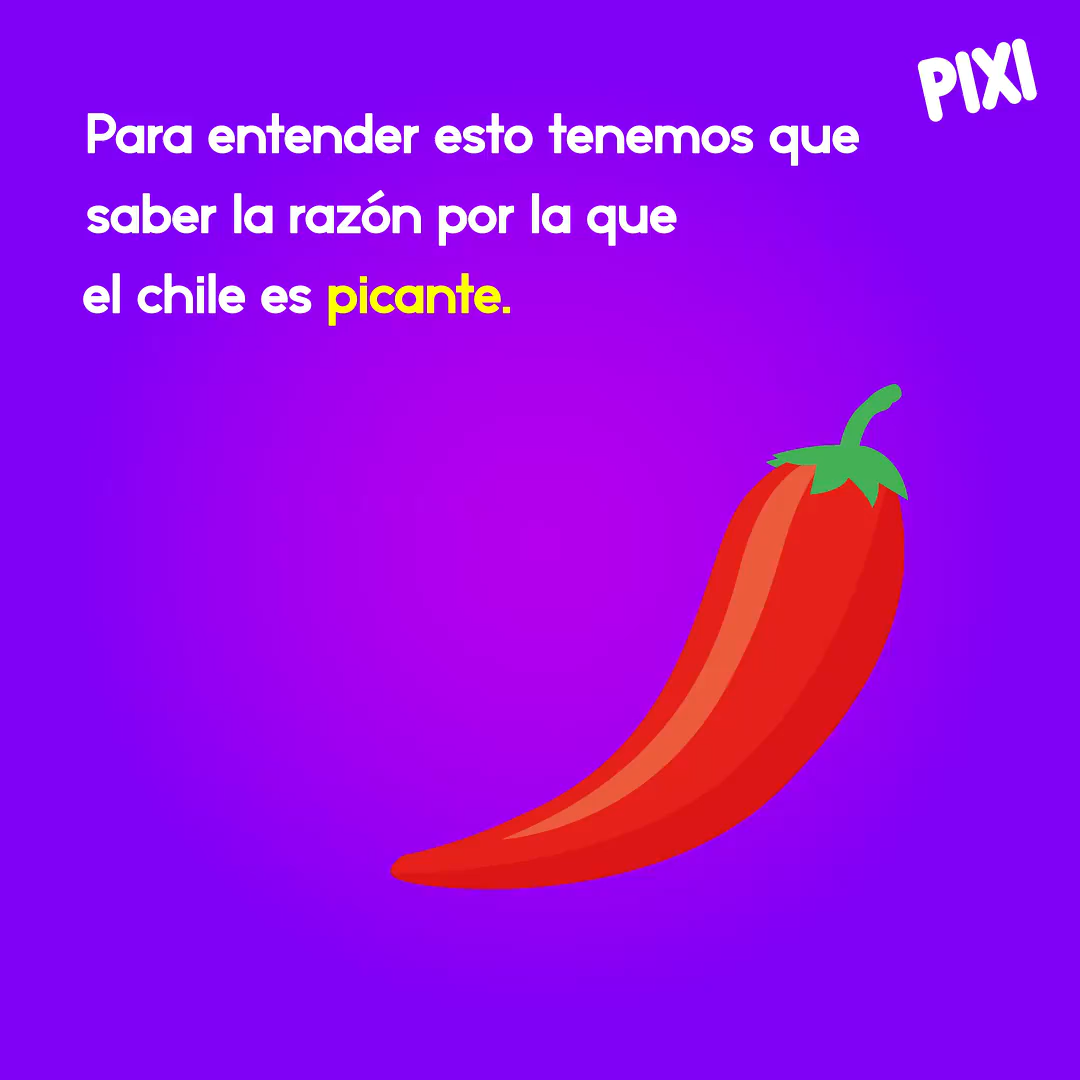 PIXI
Para entender esto tenemos que
saber la razón por la que
el chile es picante.